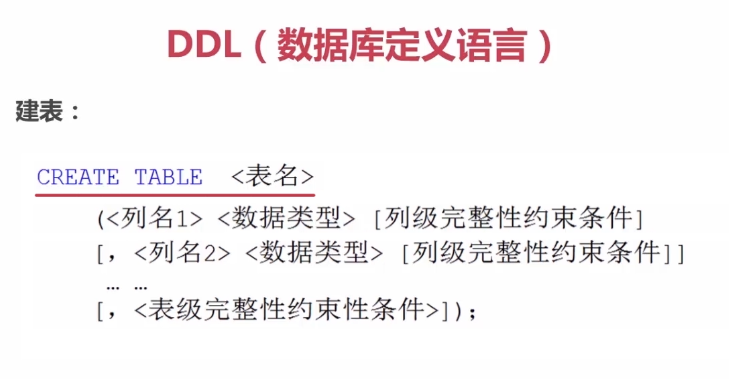 DDL（数据库定义语言）
建表：
CREATE TABLE <表名>
(<列名1> <数据类型> [列级完整性约束条件]
[，<列名2> <数据类型> [列级完整性约束条件]]
… …
[，<表级完整性约束性条件>]);